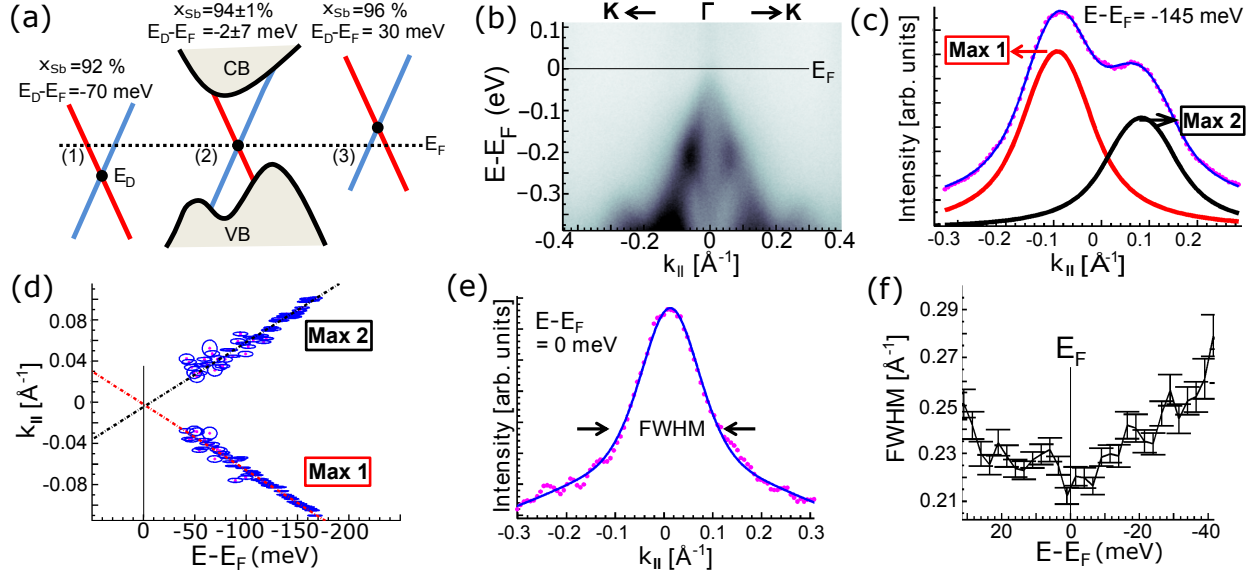 (a)
x_Sb=94±1%
E_D–E_F=-2±7 meV
x_Sb= 96 %
E_D–E_F= 30 meV
x_Sb= 92 %
E_D–E_F=-70 meV
CB
(1)
(2)
(3)
E_F
E_D
VB
(b)
K ← Γ → K
0.1
0
-0.1
-0.3
E-E_F (eV)
E_F
-0.4 -0.2 0 0.2 0.4
k_|| [Å⁻¹]
(c)
E–E_F= -145 meV
Max 1
Max 2
Intensity [arb. units]
-0.3 -0.2 -0.1 0 0.1 0.2
k_|| [Å⁻¹]
(d)
0.08
0.04
0
-0.04
-0.08
k_|| [Å⁻¹]
Max 2
Max 1
0 -50 -100 -150 -200
E–E_F (meV)
(e)
E–E_F
= 0 meV
FWHM
Intensity [arb. units]
-0.3 -0.2 -0.1 0 0.1 0.2 0.3
k_|| [Å⁻¹]
(f)
0.29
0.27
0.25
0.23
0.21
FWHM [Å⁻¹]
E_F
20 0 -20 -40
E–E_F (meV)